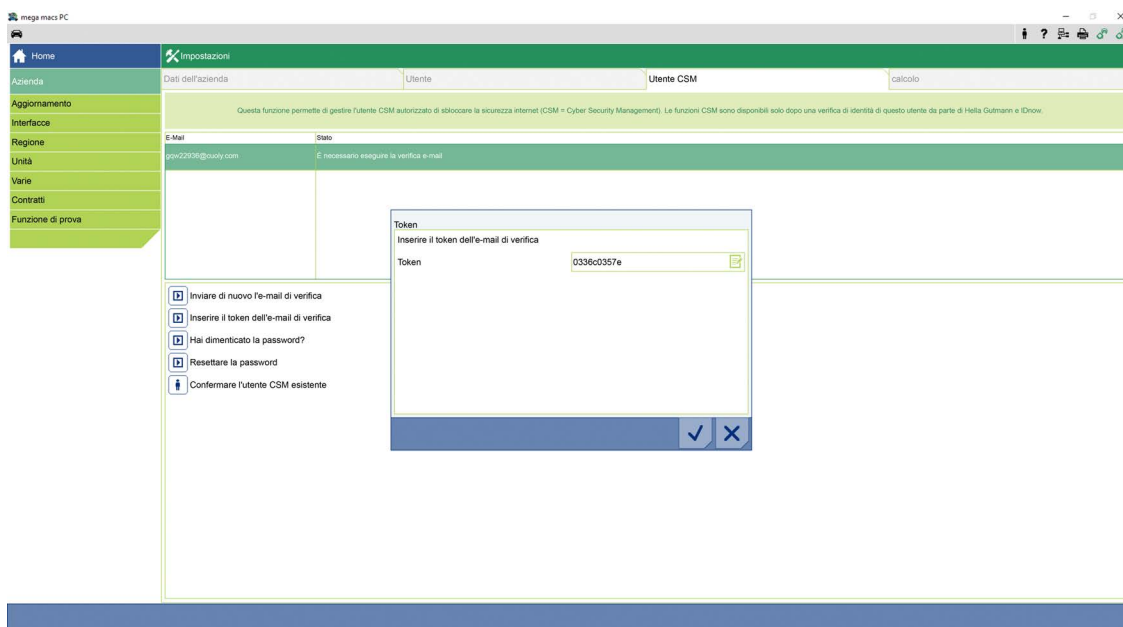 mega macs PC
Home
Impostazioni
Azienda
Dati dell'azienda
Utente
Utente CSM
calcolo
Aggiornamento
Interfacce
Regione
Unità
Varie
Contratti
Funzione di prova
Questa funzione permette di gestire l'utente CSM autorizzato di sbloccare la sicurezza internet (CSM = Cyber Security Management). Le funzioni CSM sono disponibili solo dopo una verifica di identità di questo utente da parte di Hella Gutmann e IDnow.
E-Mail
Stato
gqw22936@cuoly.com
È necessario eseguire la verifica e-mail
Token
Inserire il token dell'e-mail di verifica
Token
0336c0357e
Inviare di nuovo l'e-mail di verifica
Inserire il token dell'e-mail di verifica
Hai dimenticato la password?
Resettare la password
Confermare l'utente CSM esistente